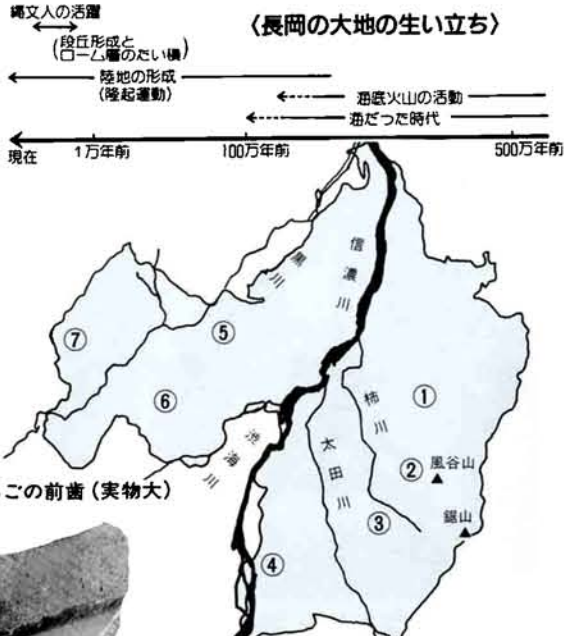 縄文人の活躍
〈長岡の大地の生い立ち〉
(段丘形成と
ローム層のたい積)
陸地の形成
(隆起運動)
海底火山の活動
海だった時代
現在
1万年前
100万年前
500万年前
信濃川
黒川
⑦
⑤
⑥
①
柿川
渋海川
太田川
②
風谷山
鋸山
③
④
ごの前歯(実物大)